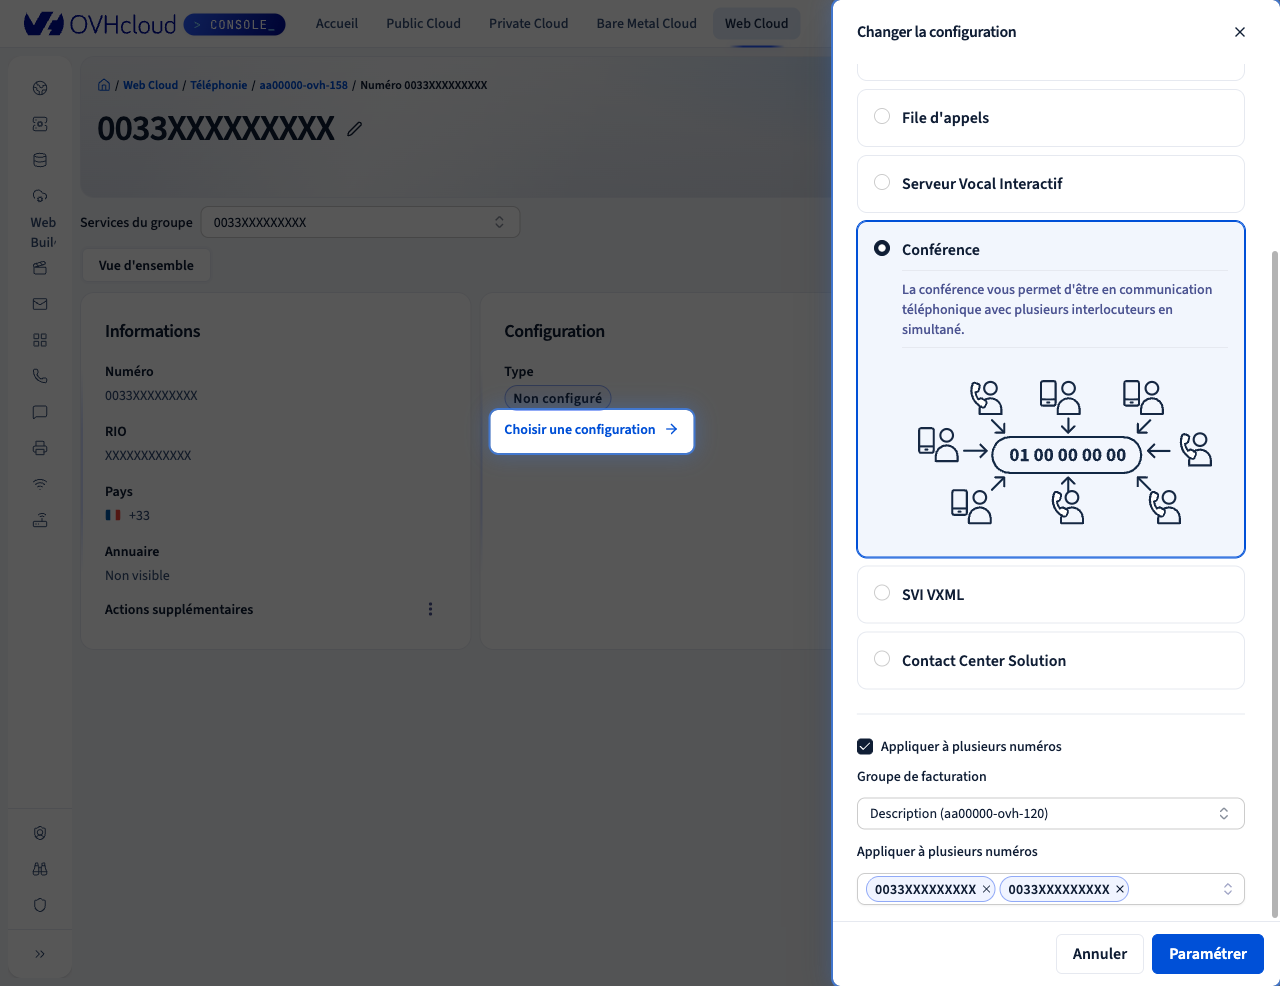 OVHcloud
> CONSOLE_
Accueil
Public Cloud
Private Cloud
Bare Metal Cloud
Web Cloud
/ Web Cloud / Téléphonie / aa00000-ovh-158 / Numéro 0033XXXXXXXXX
0033XXXXXXXXX
Services du groupe
0033XXXXXXXXX
Web
Buil
Vue d'ensemble
Informations
Numéro
0033XXXXXXXXX
RIO
XXXXXXXXXXXX
Pays
+33
Annuaire
Non visible
Actions supplémentaires
Configuration
Type
Non configuré
Choisir une configuration
Changer la configuration
File d'appels
Serveur Vocal Interactif
Conférence
La conférence vous permet d'être en communication
téléphonique avec plusieurs interlocuteurs en
simultané.
01 00 00 00 00
SVI VXML
Contact Center Solution
Appliquer à plusieurs numéros
Groupe de facturation
Description (aa00000-ovh-120)
Appliquer à plusieurs numéros
0033XXXXXXXXX
0033XXXXXXXXX
Annuler
Paramétrer